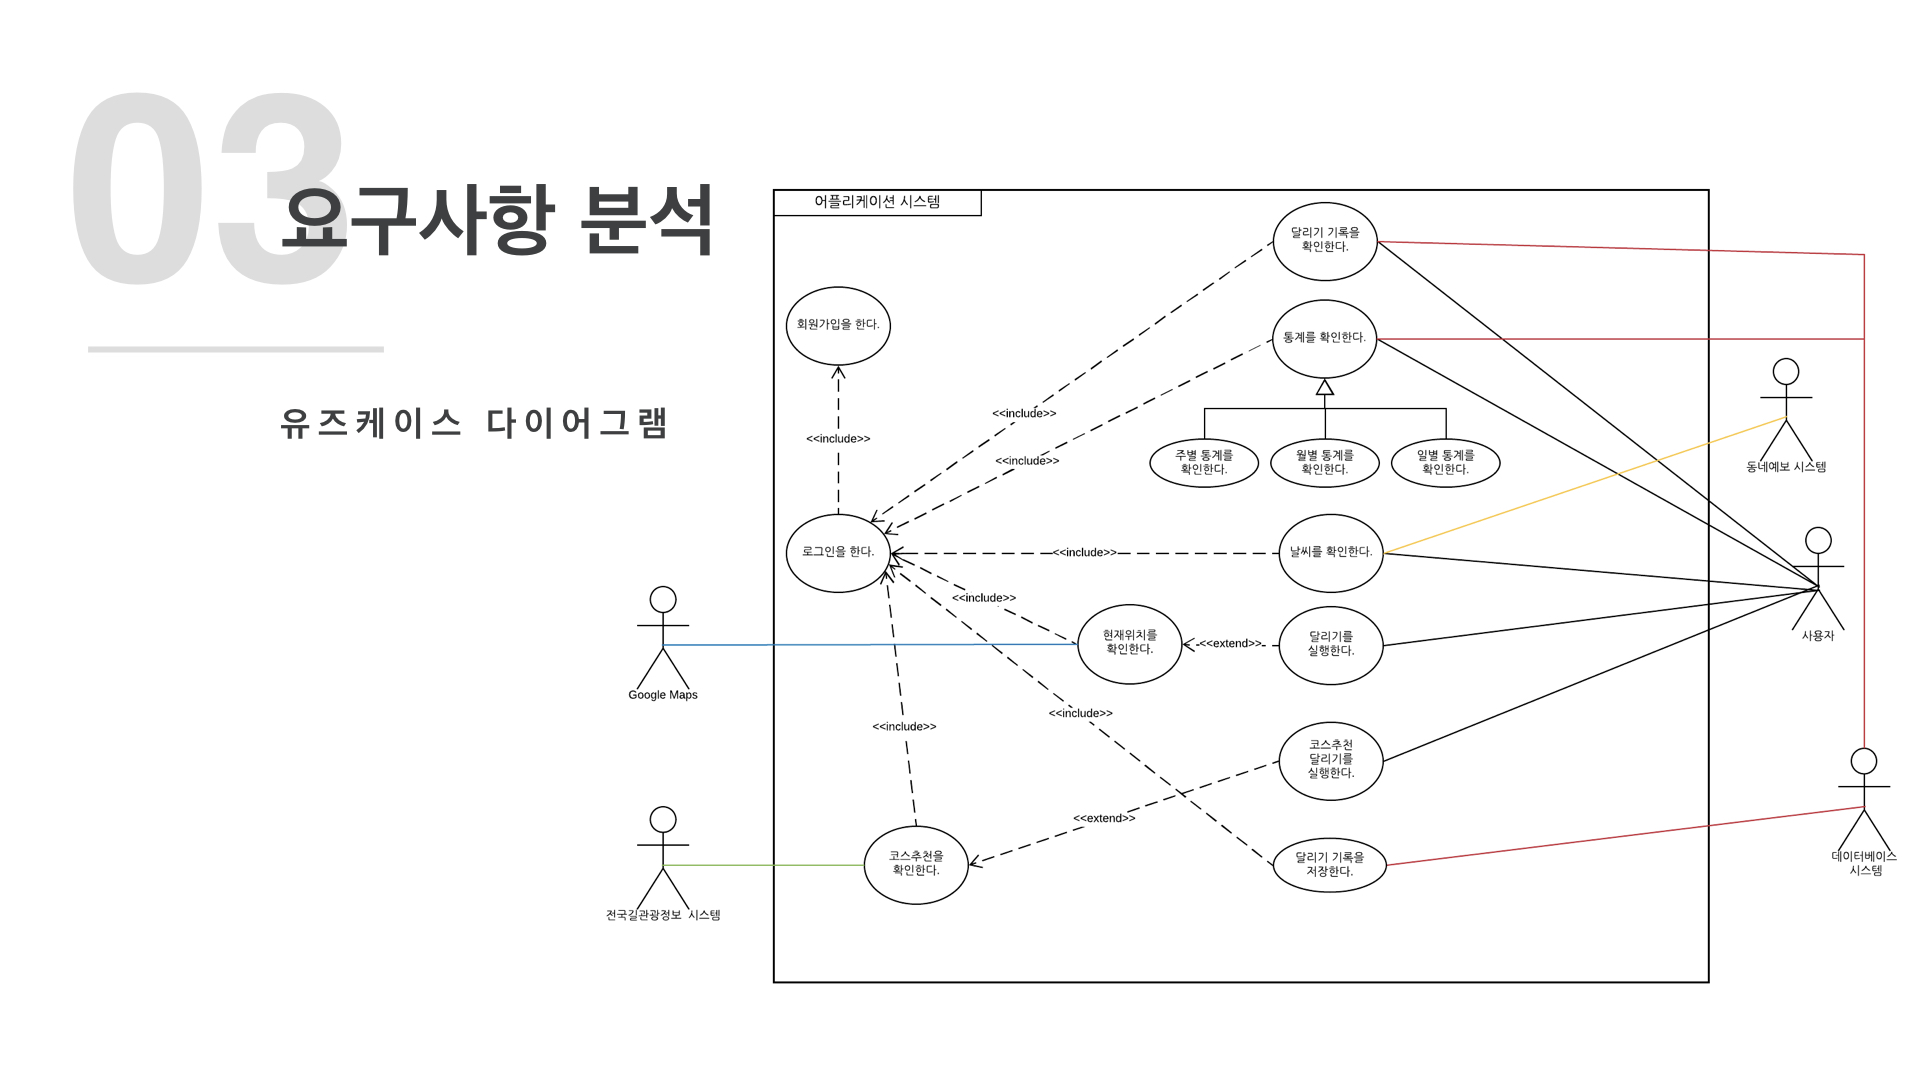 03
요구사항 분석
유즈케이스 다이어그램
어플리케이션 시스템
달리기 기록을
확인한다.
회원가입을 한다.
통계를 확인한다.
<<include>>
<<include>>
<<include>>
주별 통계를
확인한다.
월별 통계를
확인한다.
일별 통계를
확인한다.
동네예보 시스템
로그인을 한다.
<<include>>
날씨를 확인한다.
<<include>>
현재위치를
확인한다.
<<extend>>
달리기를
실행한다.
사용자
Google Maps
<<include>>
<<include>>
코스추천
달리기를
실행한다.
<<extend>>
코스추천을
확인한다.
달리기 기록을
저장한다.
데이터베이스
시스템
전국길관광정보 시스템